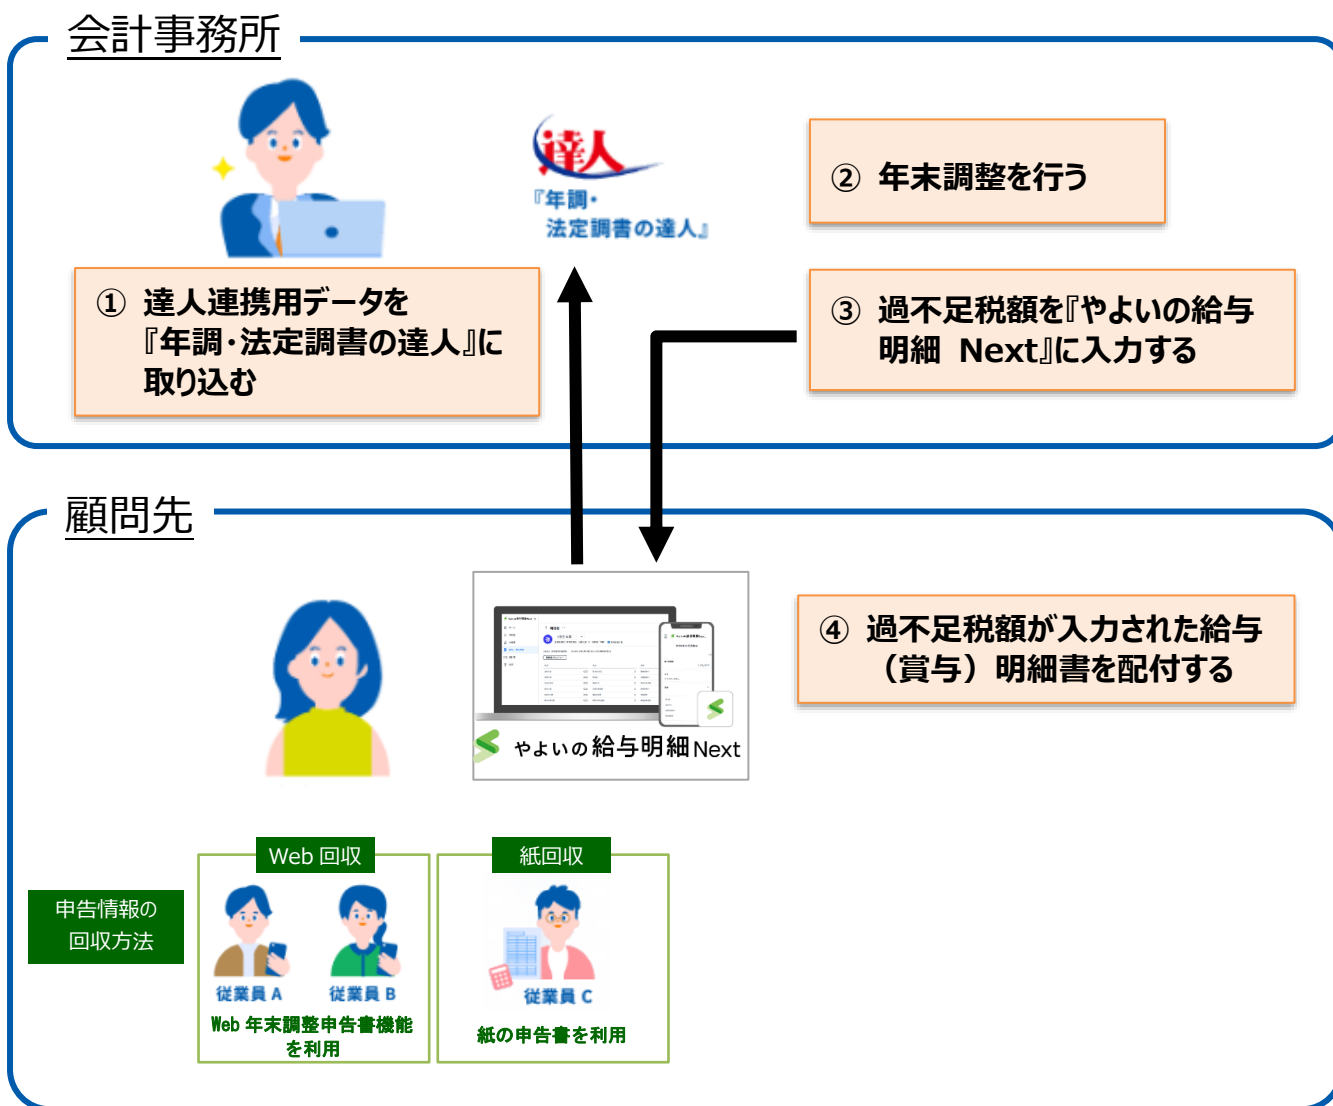 会計事務所
達人
『年調・
法定調書の達人』
① 達人連携用データを
『年調・法定調書の達人』に
取り込む
② 年末調整を行う
③ 過不足税額を『やよいの給与
明細 Next』に入力する
顧問先
やよいの給与明細Next
④ 過不足税額が入力された給与
（賞与）明細書を配付する
申告情報の
回収方法
Web 回収
従業員 A
従業員 B
Web 年末調整申告書機能
を利用
紙回収
従業員 C
紙の申告書を利用